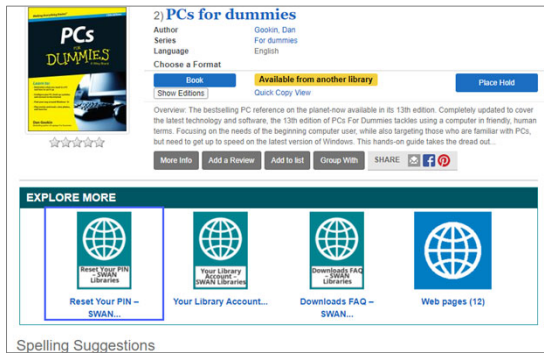 2) PCs for dummies
PCs
FOR
DUMMIES
Dan Gookin
Author Gookin, Dan
Series For dummies
Language English
Choose a Format
Book Available from another library Place Hold
Show Editions Quick Copy View
Overview: The bestselling PC reference on the planet-now available in its 13th edition. Completely updated to cover
the latest technology and software, the 13th edition of PCs For Dummies tackles using a computer in friendly, human
terms. Focusing on the needs of the beginning computer user, while also targeting those who are familiar with PCs,
but need to get up to speed on the latest version of Windows. This hands-on guide takes the dread out...
More Info Add a Review Add to list Group With SHARE
EXPLORE MORE
Reset Your PIN –
SWAN
Libraries
Your Library
Account –
SWAN Libraries
Downloads FAQ
– SWAN
Libraries
Reset Your PIN –
SWAN...
Your Library Account...
Downloads FAQ –
SWAN...
Web pages (12)
Spelling Suggestions